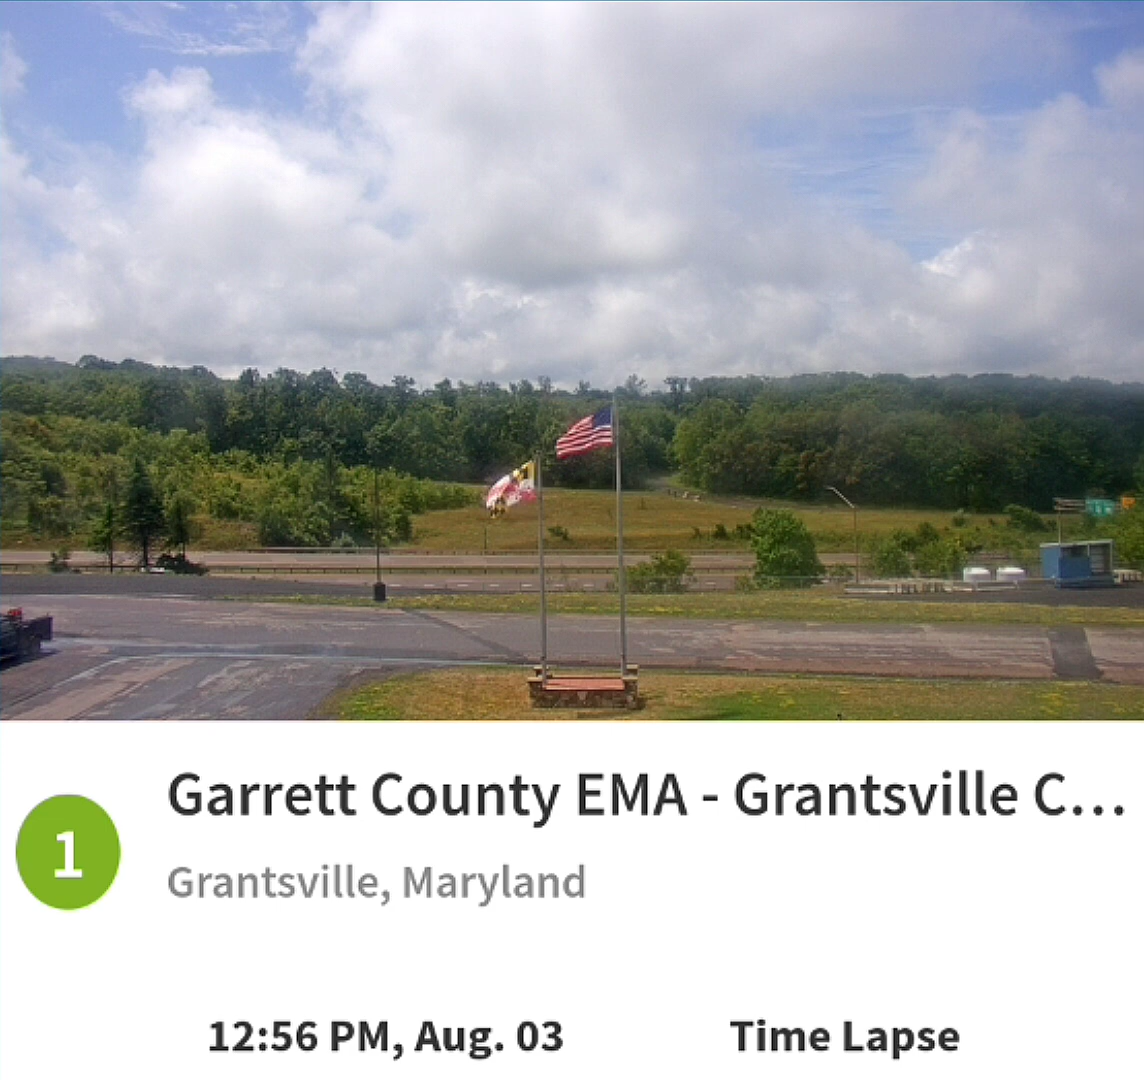 Garrett County EMA - Grantsville C...
1
Grantsville, Maryland
12:56 PM, Aug. 03
Time Lapse